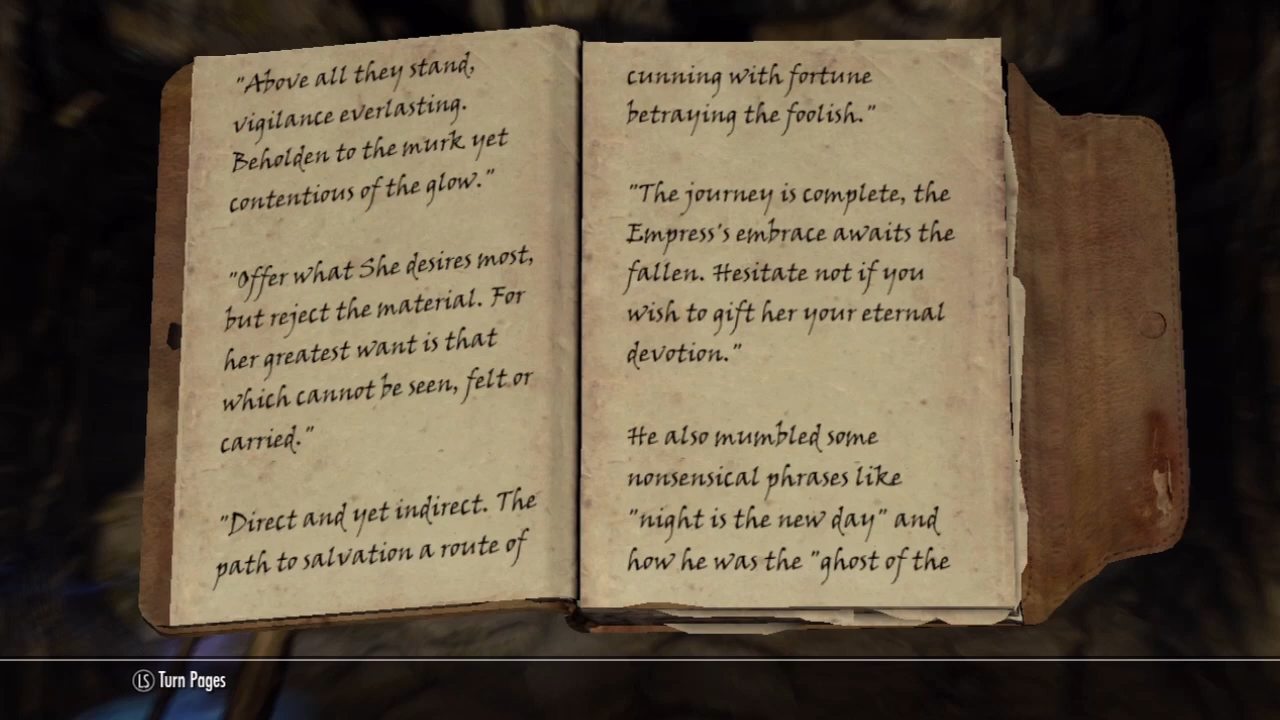 "Above all they stand,
vigilance everlasting.
Beholden to the murk yet
contentious of the glow."
"Offer what She desires most,
but reject the material. For
her greatest want is that
which cannot be seen, felt or
carried."
"Direct and yet indirect. The
path to salvation a route of
cunning with fortune
betraying the foolish."
"The journey is complete, the
Empress's embrace awaits the
fallen. Hesitate not if you
wish to gift her your eternal
devotion."
He also mumbled some
nonsensical phrases like
"night is the new day" and
how he was the "ghost of the
LS Turn Pages